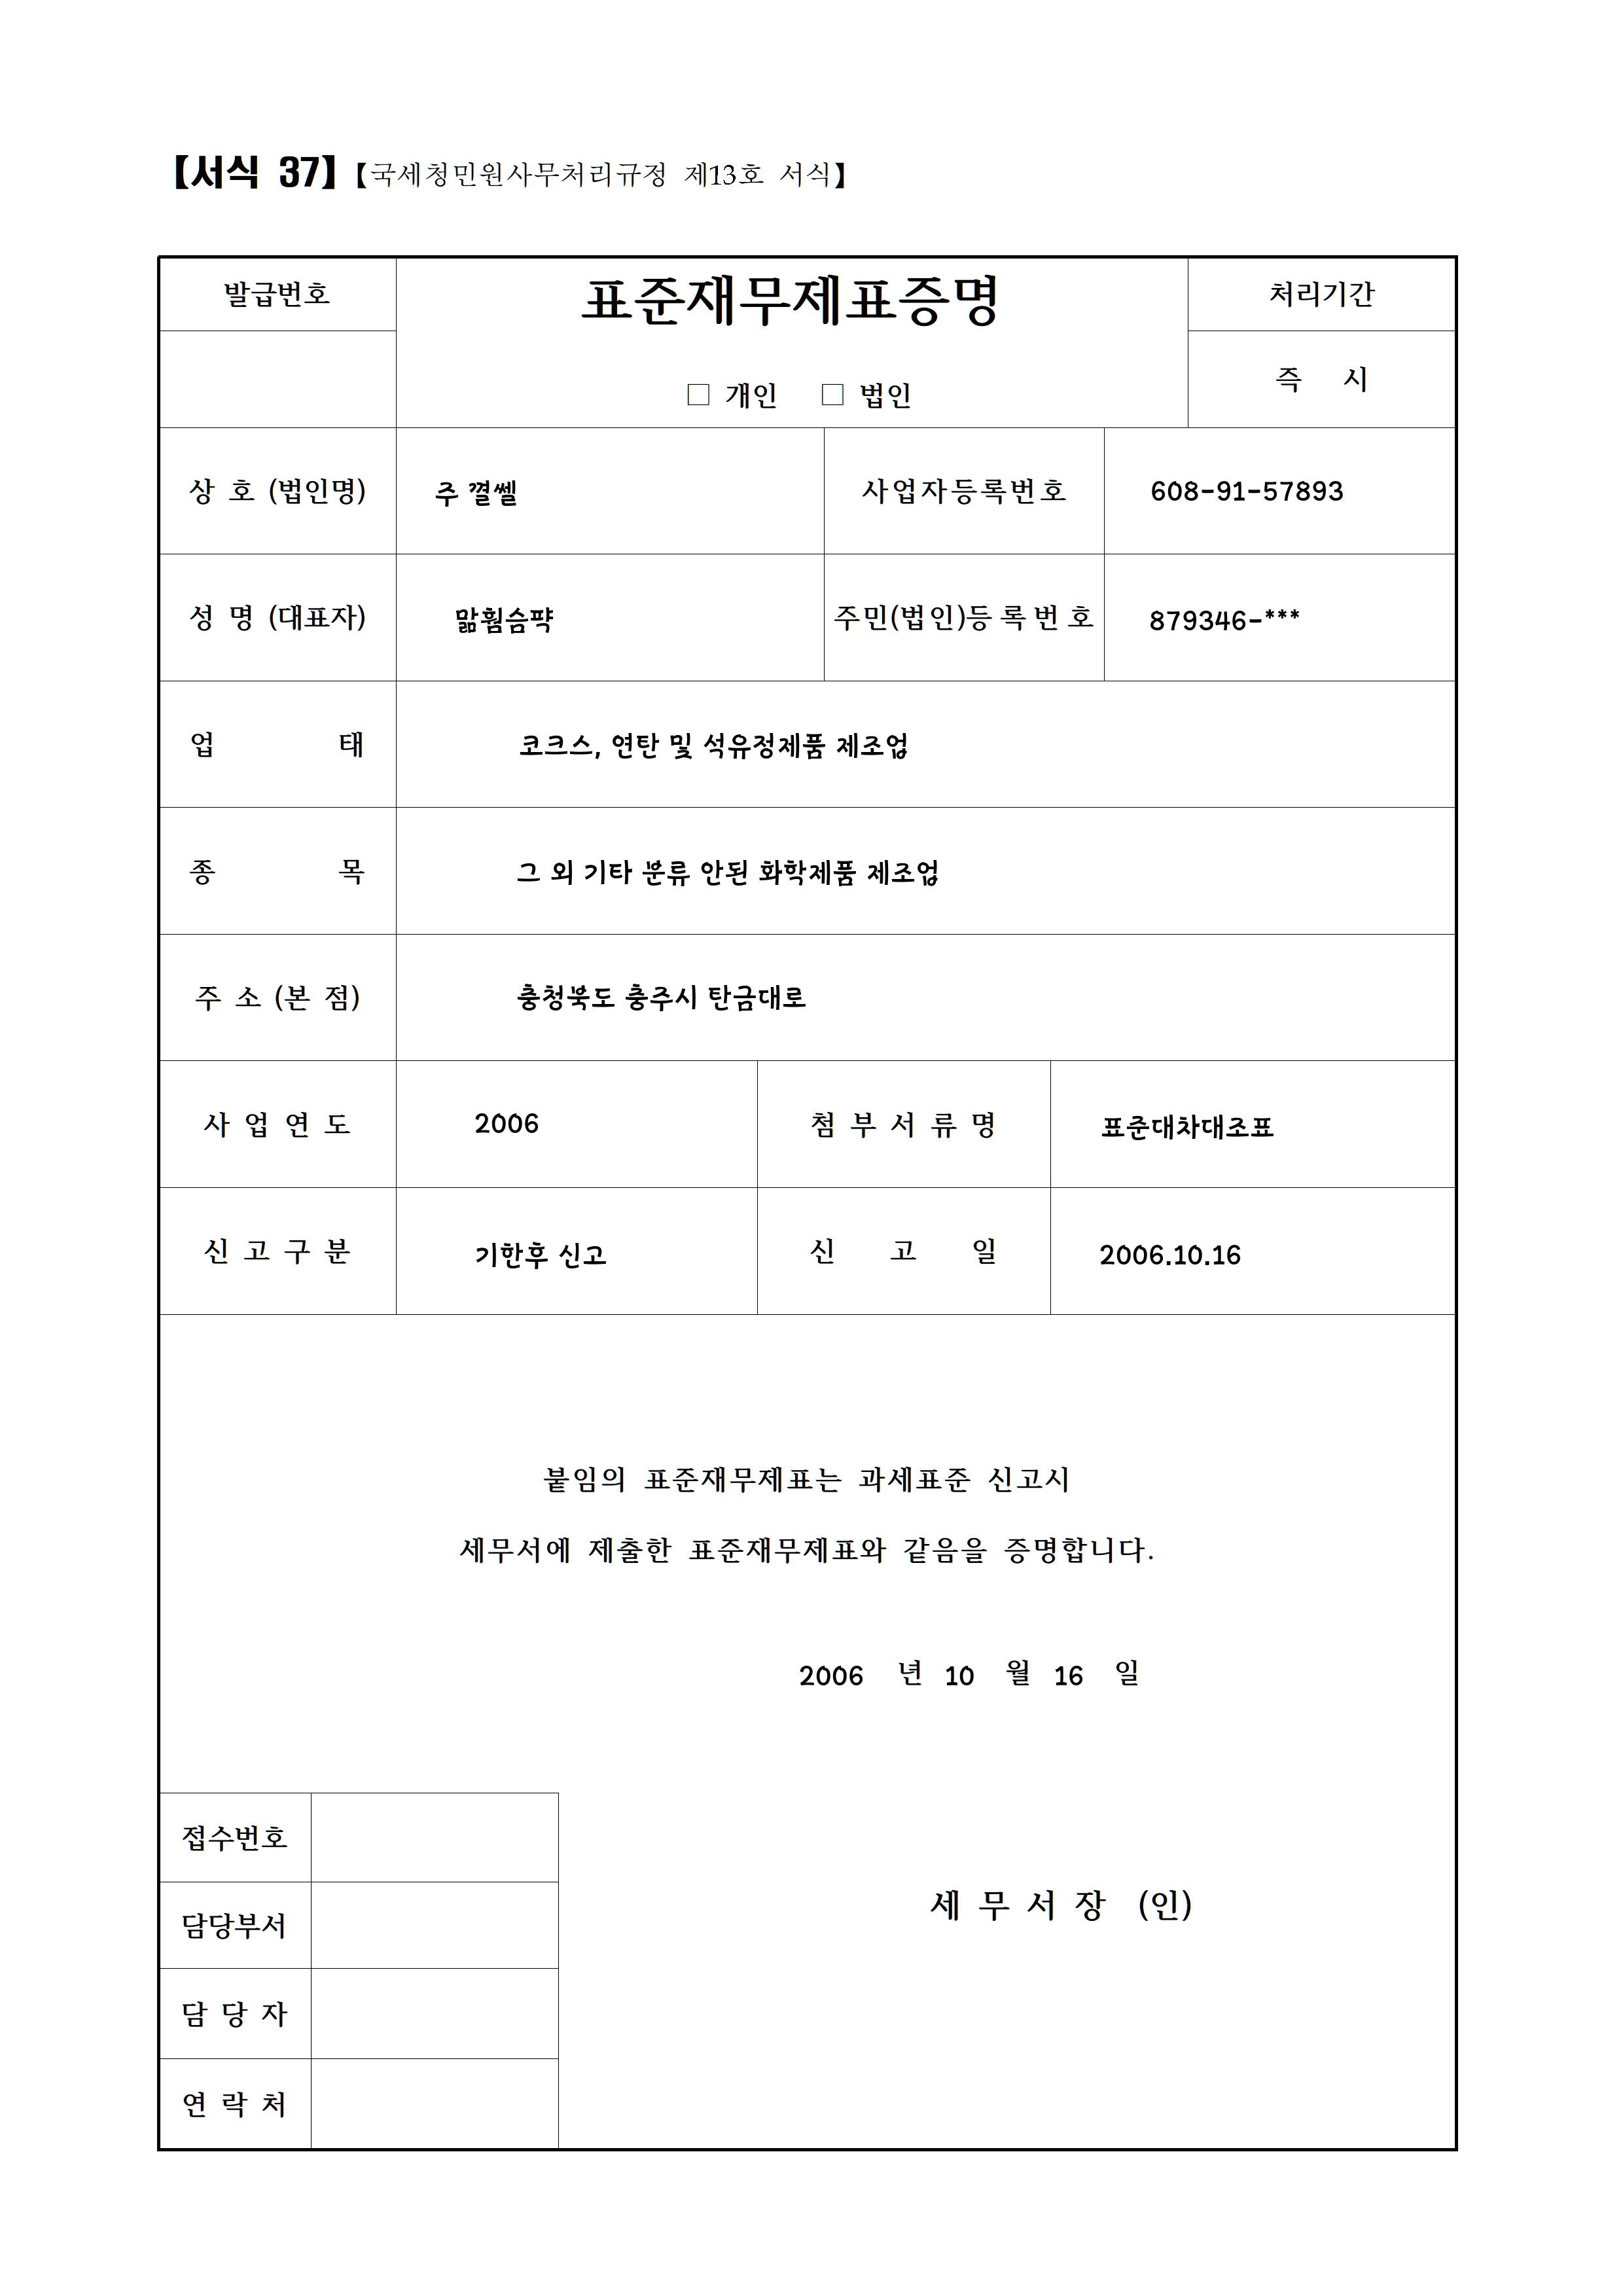 【서식 37】【국세청민원사무처리규정 제13호 서식】
발급번호
표준재무제표증명
처리기간
□ 개인 □ 법인
즉 시
상 호 (법인명) 주 껼쎌 사업자등록번호 608-91-57893
성 명 (대표자) 맒훰슴퍅 주민(법인)등록번호 879346-***
업 태 코크스, 연탄 및 석유정제품 제조업
종 목 그 외 기타 분류 안된 화학제품 제조업
주 소 (본 점) 충청북도 충주시 탄금대로
사 업 연 도 2006 첨 부 서 류 명 표준대차대조표
신 고 구 분 기한후 신고 신 고 일 2006.10.16
붙임의 표준재무제표는 과세표준 신고시
세무서에 제출한 표준재무제표와 같음을 증명합니다.
2006 년 10 월 16 일
접수번호
담당부서
세 무 서 장 (인)
담 당 자
연 락 처